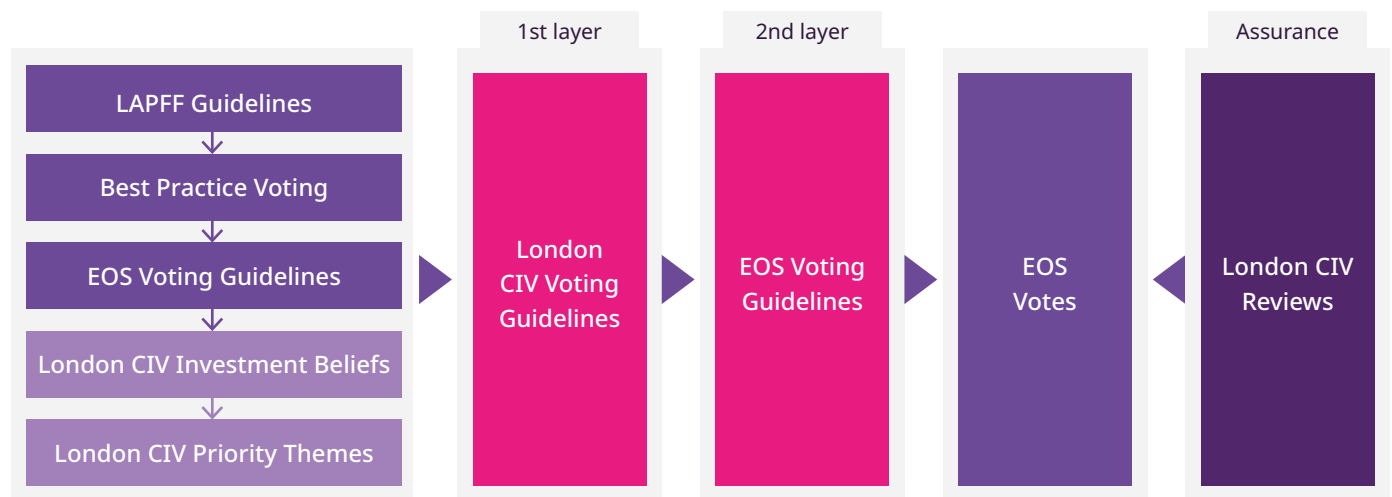 LAPFF Guidelines
Best Practice Voting
EOS Voting Guidelines
London CIV Investment Beliefs
London CIV Priority Themes
1st layer
London
CIV Voting
Guidelines
2nd layer
EOS Voting
Guidelines
EOS
Votes
Assurance
London CIV
Reviews